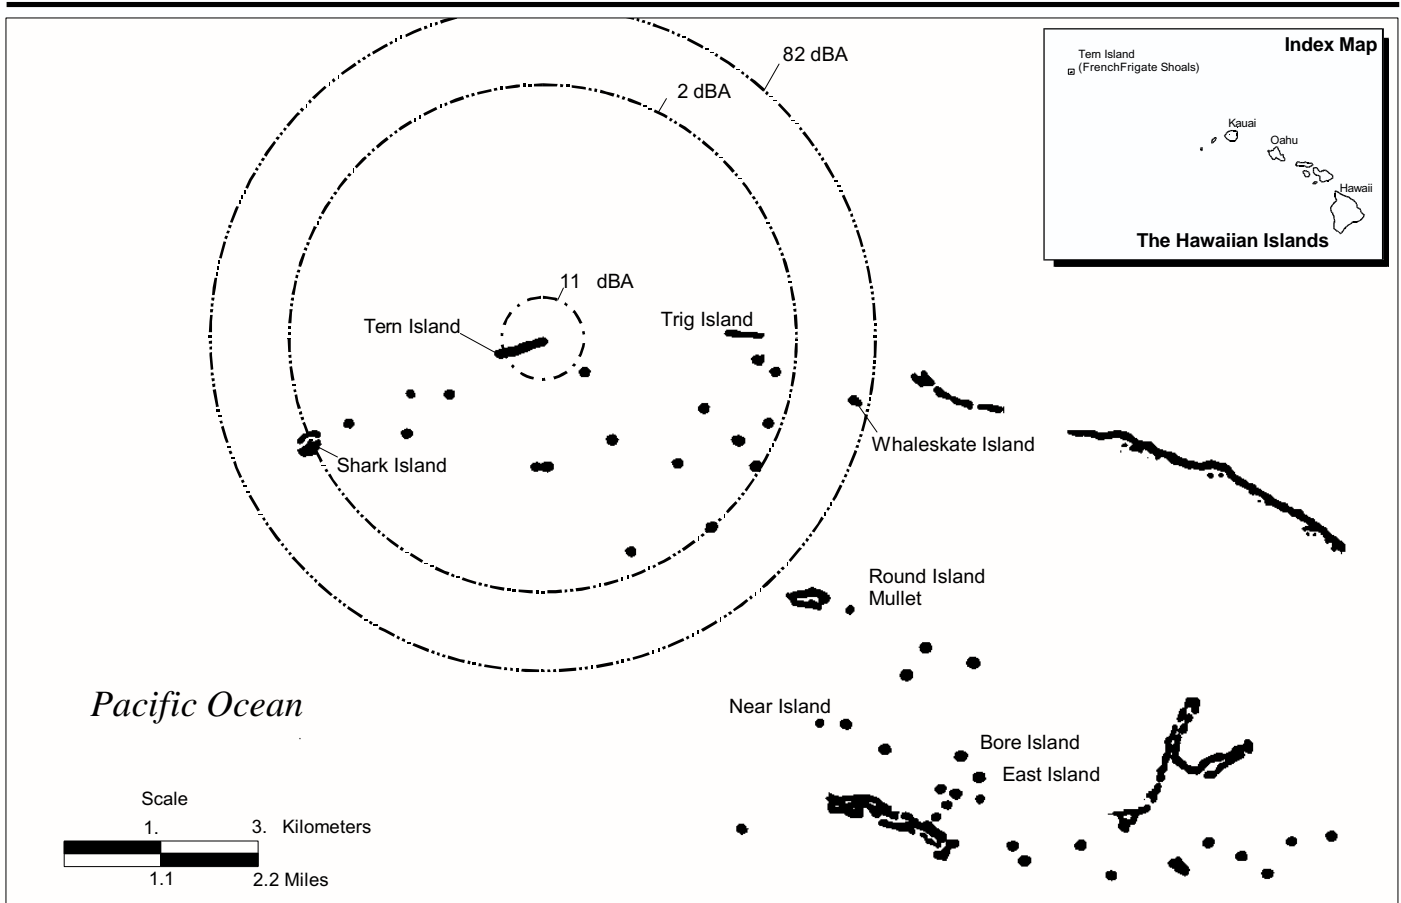 82 dBA
2 dBA
11 dBA
Tern Island
Trig Island
Shark Island
Whaleskate Island
Round Island
Mullet
Near Island
Bore Island
East Island
Pacific Ocean
Scale
1. 3. Kilometers
1.1 2.2 Miles
Index Map
Tern Island
(FrenchFrigate Shoals)
Kauai
Oahu
Hawaii
The Hawaiian Islands